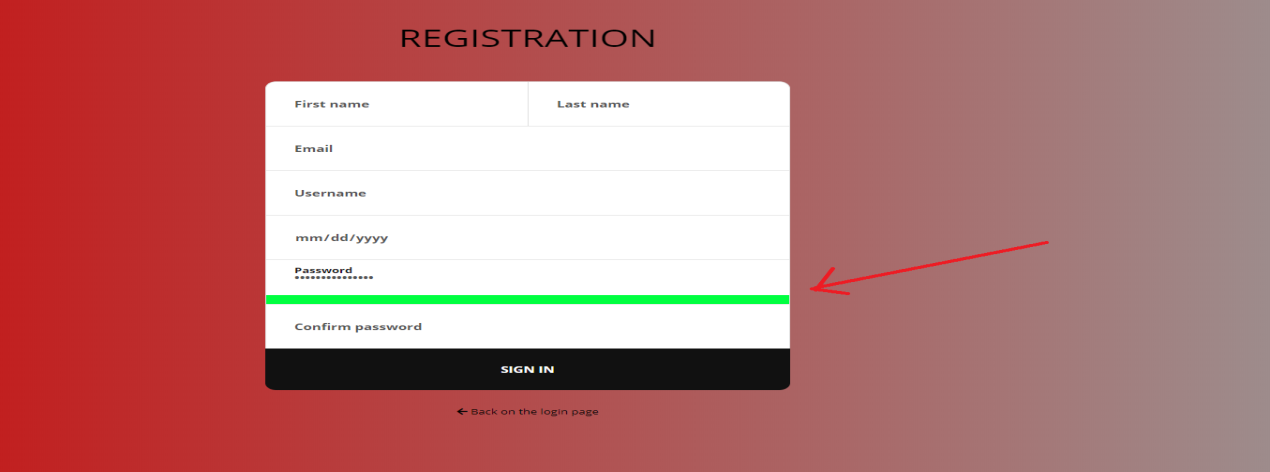 REGISTRATION
First name Last name
Email
Username
mm/dd/yyyy
Password
•••••••••••••••
Confirm password
SIGN IN
← Back on the login page